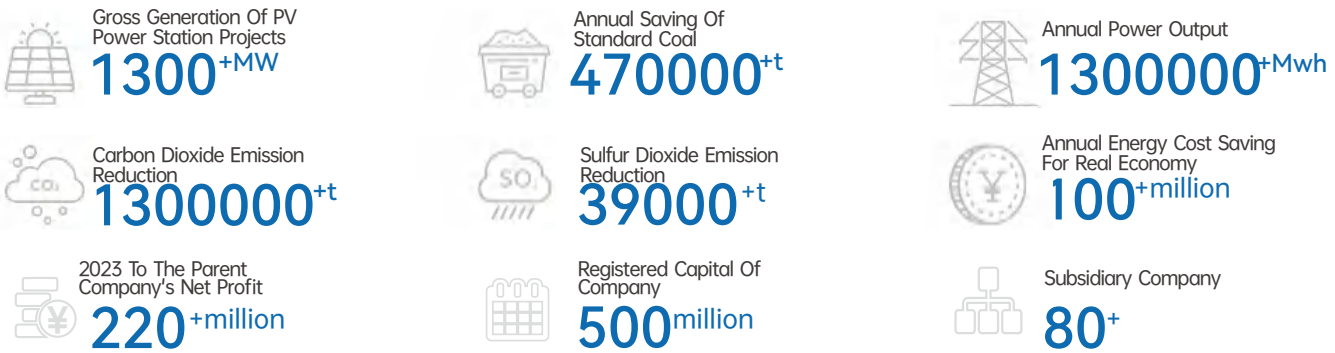 Gross Generation Of PV
Power Station Projects
1300+MW
Annual Saving Of
Standard Coal
470000+t
Annual Power Output
1300000+Mwh
CO₂
Carbon Dioxide Emission
Reduction
1300000+t
SO₂
Sulfur Dioxide Emission
Reduction
39000+t
¥
Annual Energy Cost Saving
For Real Economy
100+million
¥
2023 To The Parent
Company's Net Profit
220+million
Registered Capital Of
Company
500million
Subsidiary Company
80+